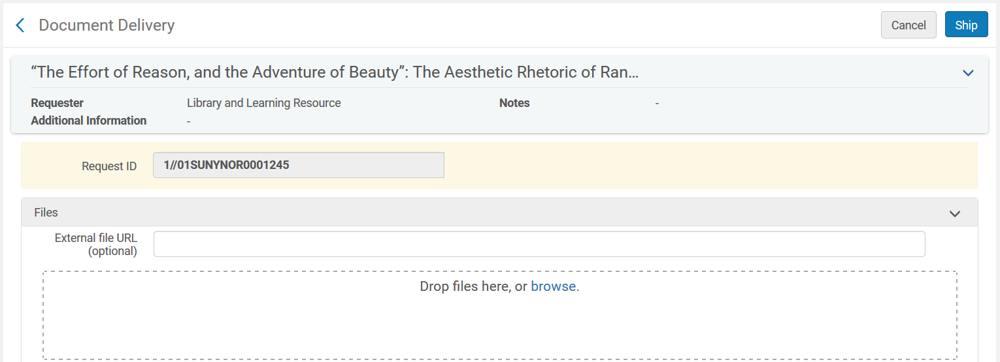 Document Delivery Cancel Ship
“The Effort of Reason, and the Adventure of Beauty”: The Aesthetic Rhetoric of Ran...
Requester Library and Learning Resource Notes -
Additional Information -
Request ID 1//01SUNYNOR0001245
Files
External file URL
(optional)
Drop files here, or browse.